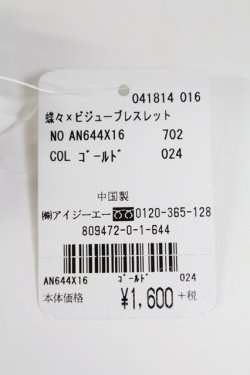 041814 016
蝶々×ビジューブレスレット
NO AN644X16 702
COL ゴールド 024
中国製
㈱アイジーエー 0120-365-128
809472-0-1-644
AN644X16 ゴールド 024
本体価格 ¥1,600 +税